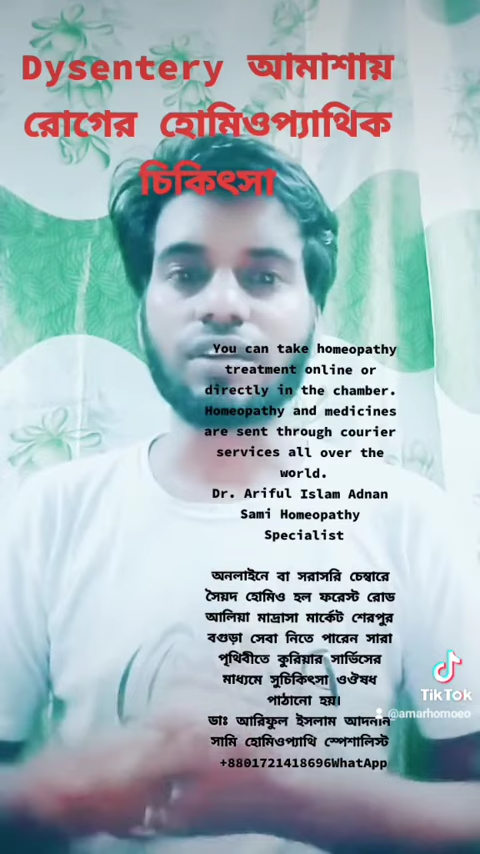 Dysentery আমাশায়
রোগের হোমিওপ্যাথিক
চিকিৎসা
You can take homeopathy
treatment online or
directly in the chamber.
Homeopathy and medicines
are sent through courier
services all over the
world.
Dr. Ariful Islam Adnan
Sami Homeopathy
Specialist
অনলাইনে বা সরাসরি চেম্বারে
সৈয়দ হোমিও হল ফরেস্ট রোড
আলিয়া মাদ্রাসা মার্কেট শেরপুর
বগুড়া সেবা নিতে পারেন সারা
পৃথিবীতে কুরিয়ার সার্ভিসের
মাধ্যমে সুচিকিৎসা ওঔষধ
পাঠানো হয়।
ডাঃ আরিফুল ইসলাম আদনান
সামি হোমিওপ্যাথি স্পেশালিস্ট
+8801721418696WhatApp
TikTok
@amarhomoeo